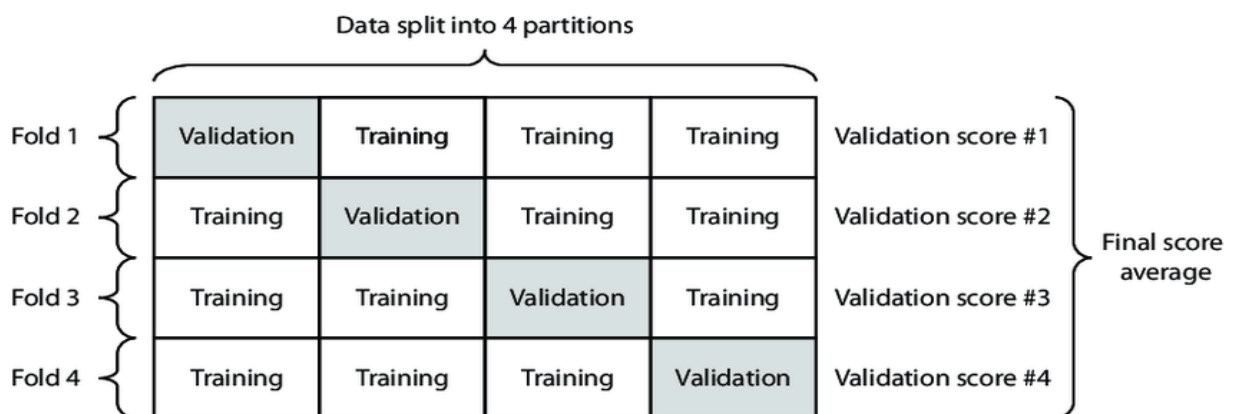 Data split into 4 partitions
Fold 1 Validation Training Training Training Validation score #1
Fold 2 Training Validation Training Training Validation score #2
Final score
average
Fold 3 Training Training Validation Training Validation score #3
Fold 4 Training Training Training Validation Validation score #4